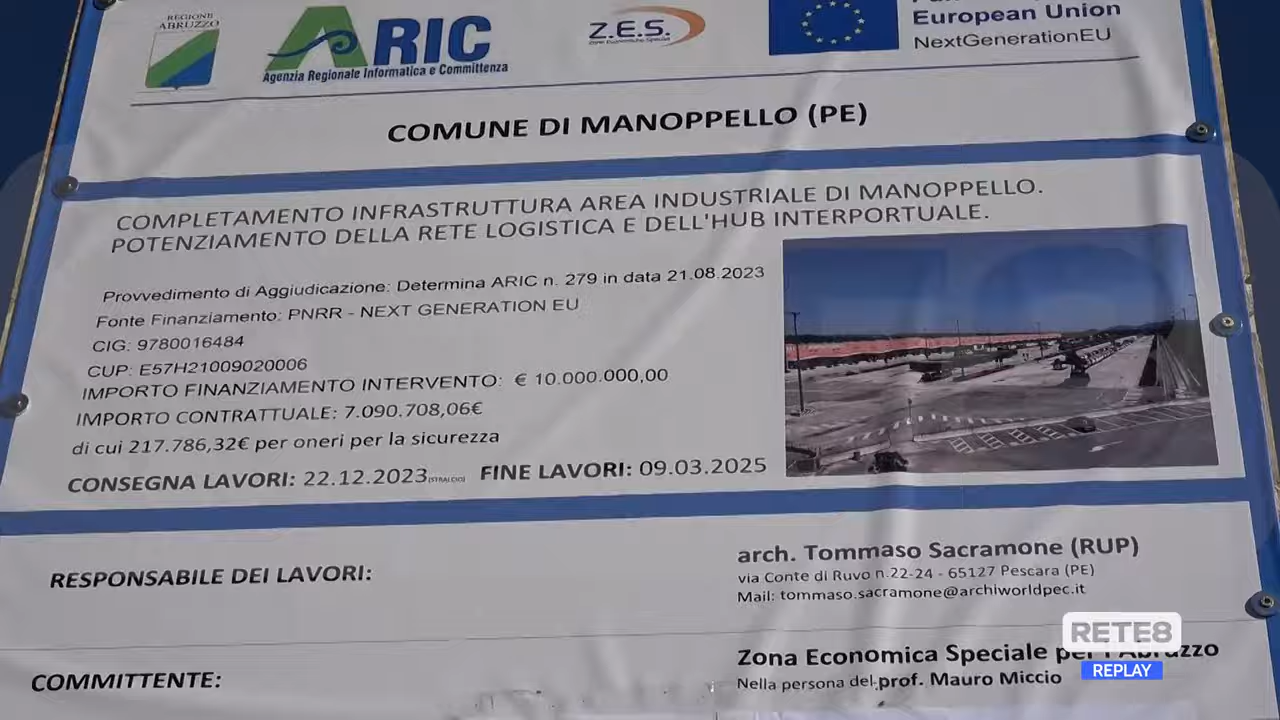 REGIONE
ABRUZZO
ARIC
Agenzia Regionale Informatica e Committenza
Z.E.S.
Zone Economiche Speciali
European Union
NextGenerationEU
COMUNE DI MANOPPELLO (PE)
COMPLETAMENTO INFRASTRUTTURA AREA INDUSTRIALE DI MANOPPELLO.
POTENZIAMENTO DELLA RETE LOGISTICA E DELL'HUB INTERPORTUALE.
Provvedimento di Aggiudicazione: Determina ARIC n. 279 in data 21.08.2023
Fonte Finanziamento: PNRR - NEXT GENERATION EU
CIG: 9780016484
CUP: E57H21009020006
IMPORTO FINANZIAMENTO INTERVENTO: € 10.000.000,00
IMPORTO CONTRATTUALE: 7.090.708,06€
di cui 217.786,32€ per oneri per la sicurezza
CONSEGNA LAVORI: 22.12.2023 (STRALCIO) FINE LAVORI: 09.03.2025
RESPONSABILE DEI LAVORI:
arch. Tommaso Sacramone (RUP)
via Conte di Ruvo n.22-24 - 65127 Pescara (PE)
Mail: tommaso.sacramone@archiworldpec.it
COMMITTENTE:
Zona Economica Speciale per l'Abruzzo
Nella persona del prof. Mauro Miccio
RETE8
REPLAY